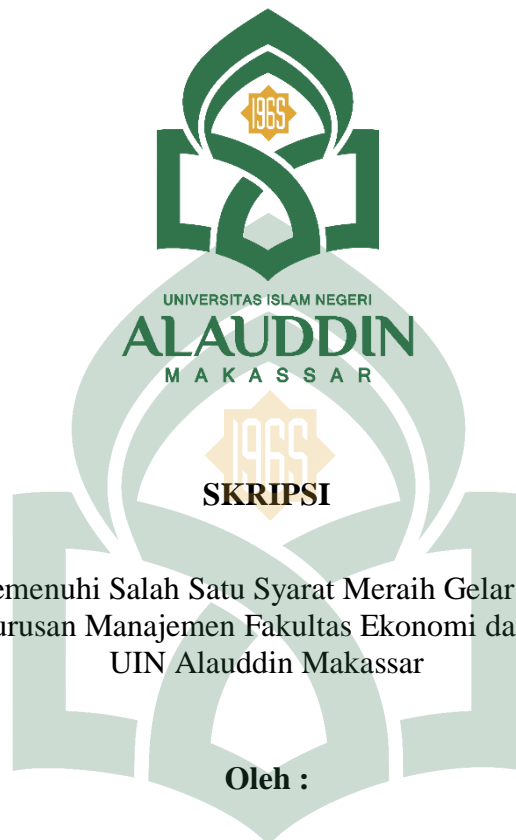 1965
UNIVERSITAS ISLAM NEGERI
ALAUDDIN
MAKASSAR
1965
SKRIPSI
emenuhi Salah Satu Syarat Meraih Gelar
urusan Manajemen Fakultas Ekonomi da
UIN Alauddin Makassar
Oleh :